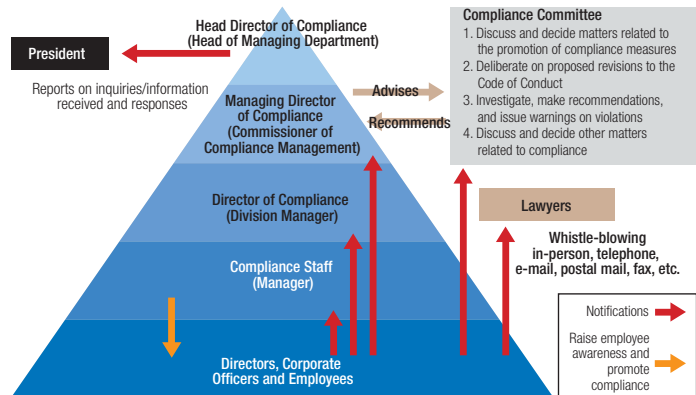 Head Director of Compliance
(Head of Managing Department)
President
Reports on inquiries/information
received and responses
Managing Director
of Compliance
(Commissioner of
Compliance Management)
Advises
Recommends
Compliance Committee
1. Discuss and decide matters related to
the promotion of compliance measures
2. Deliberate on proposed revisions to the
Code of Conduct
3. Investigate, make recommendations,
and issue warnings on violations
4. Discuss and decide other matters
related to compliance
Director of Compliance
(Division Manager)
Lawyers
Whistle-blowing
in-person, telephone,
e-mail, postal mail, fax, etc.
Compliance Staff
(Manager)
Directors, Corporate
Officers and Employees
Notifications
Raise employee
awareness and
promote
compliance